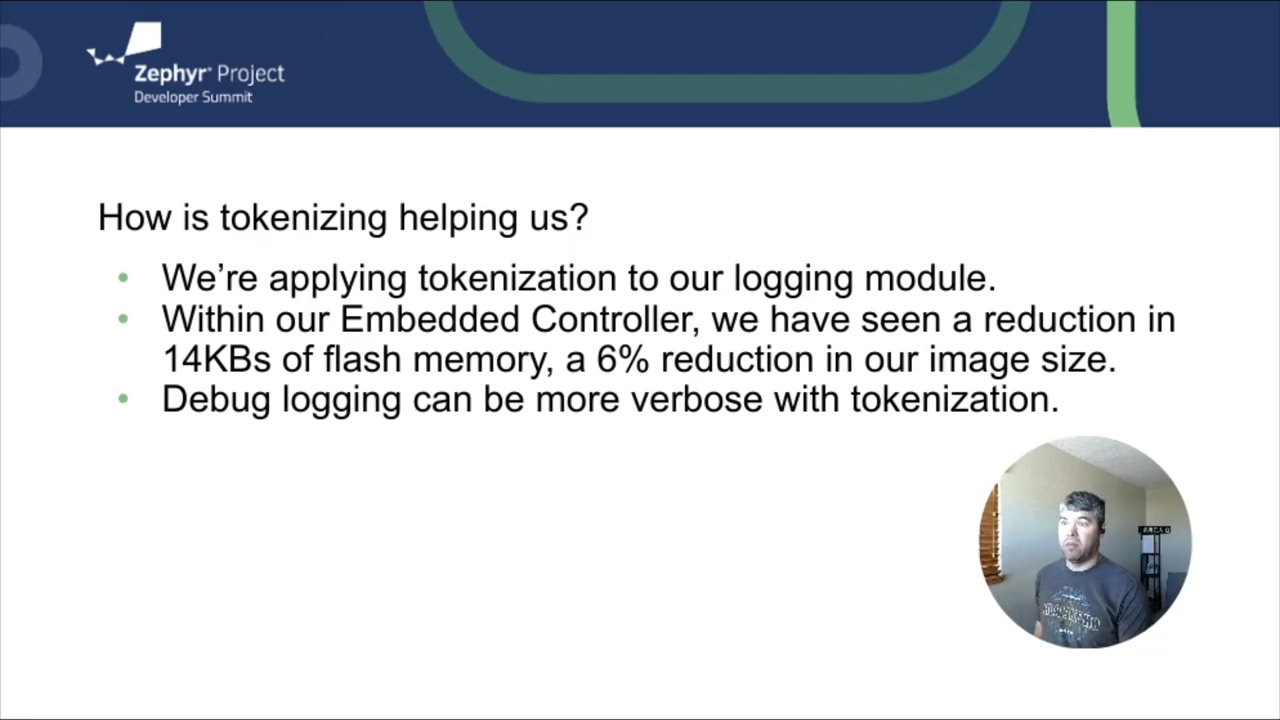 Zephyr® Project
Developer Summit
How is tokenizing helping us?
• We’re applying tokenization to our logging module.
• Within our Embedded Controller, we have seen a reduction in
14KBs of flash memory, a 6% reduction in our image size.
• Debug logging can be more verbose with tokenization.